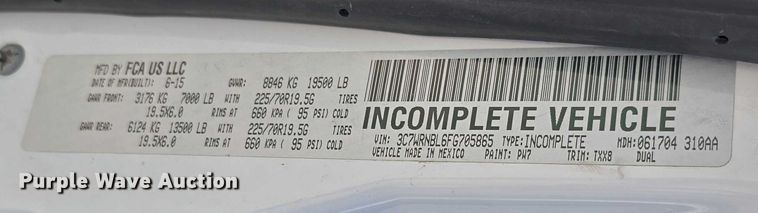 MFD BY FCA US LLC
DATE OF MFR(BUILT): 6-15 GVWR: 8846 KG 19500 LB
GAWR FRONT: 3176 KG 7000 LB WITH 225/70R19.5G TIRES
19.5X6.0 RIMS AT 660 KPA ( 95 PSI) COLD
GAWR REAR: 6124 KG 13500 LB WITH 225/70R19.5G TIRES
19.5X6.0 RIMS AT 660 KPA ( 95 PSI) COLD
INCOMPLETE VEHICLE
VIN: 3C7WRNBL6FG705865 TYPE: INCOMPLETE MDH: 061704 310AA
VEHICLE MADE IN MEXICO PAINT: PW7 TRIM: TXX8 DUAL
Purple Wave Auction